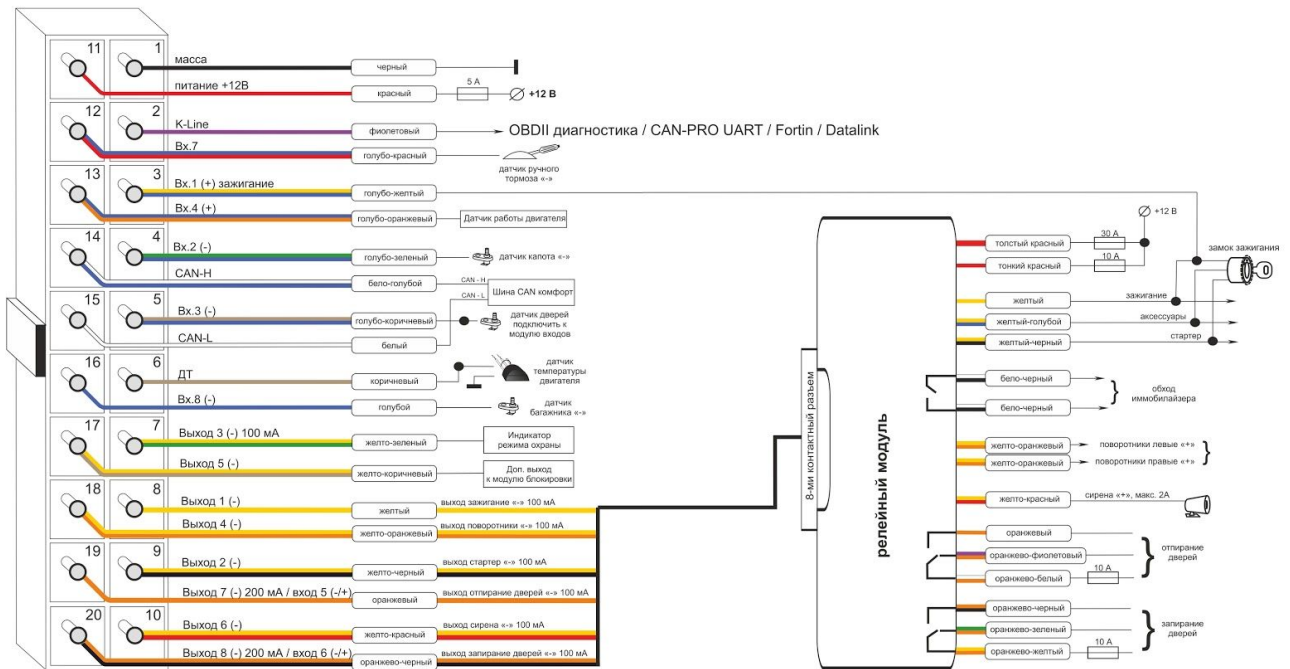 11 1
масса
черный
питание +12В
красный
5 А
+12 В
12 2
K-Line
фиолетовый
OBDII диагностика / CAN-PRO UART / Fortin / Datalink
Вх.7
голубо-красный
датчик ручного
тормоза «-»
13 3
Вх.1 (+) зажигание
голубо-желтый
Вх.4 (+)
голубо-оранжевый
Датчик работы двигателя
14 4
Вх.2 (-)
голубо-зеленый
датчик капота «-»
CAN-H
бело-голубой
CAN - H
CAN - L
Шина CAN комфорт
15 5
Вх.3 (-)
голубо-коричневый
датчик дверей
подключить к
модулю входов
CAN-L
белый
16 6
ДТ
коричневый
датчик
температуры
двигателя
Вх.8 (-)
голубой
датчик
багажника «-»
17 7
Выход 3 (-) 100 мА
желто-зеленый
Индикатор
режима охраны
Выход 5 (-)
желто-коричневый
Доп. выход
к модулю блокировки
18 8
Выход 1 (-)
желтый
выход зажигание «-» 100 мА
Выход 4 (-)
желто-оранжевый
выход поворотники «-» 100 мА
19 9
Выход 2 (-)
желто-черный
выход стартер «-» 100 мА
Выход 7 (-) 200 мА / вход 5 (-/+)
оранжевый
выход отпирание дверей «-» 100 мА
20 10
Выход 6 (-)
желто-красный
выход сирена «-» 100 мА
Выход 8 (-) 200 мА / вход 6 (-/+)
оранжево-черный
выход запирание дверей «-» 100 мА
8-ми контактный разъем
релейный модуль
+12 В
толстый красный
30 А
тонкий красный
10 А
замок зажигания
желтый
зажигание
желтый-голубой
аксессуары
желтый-черный
стартер
бело-черный
бело-черный
обход
иммобилайзера
желто-оранжевый
поворотники левые «+»
желто-оранжевый
поворотники правые «+»
желто-красный
сирена «+», макс. 2А
оранжевый
оранжево-фиолетовый
оранжево-белый
10 А
отпирание
дверей
оранжево-черный
оранжево-зеленый
оранжево-желтый
10 А
запирание
дверей